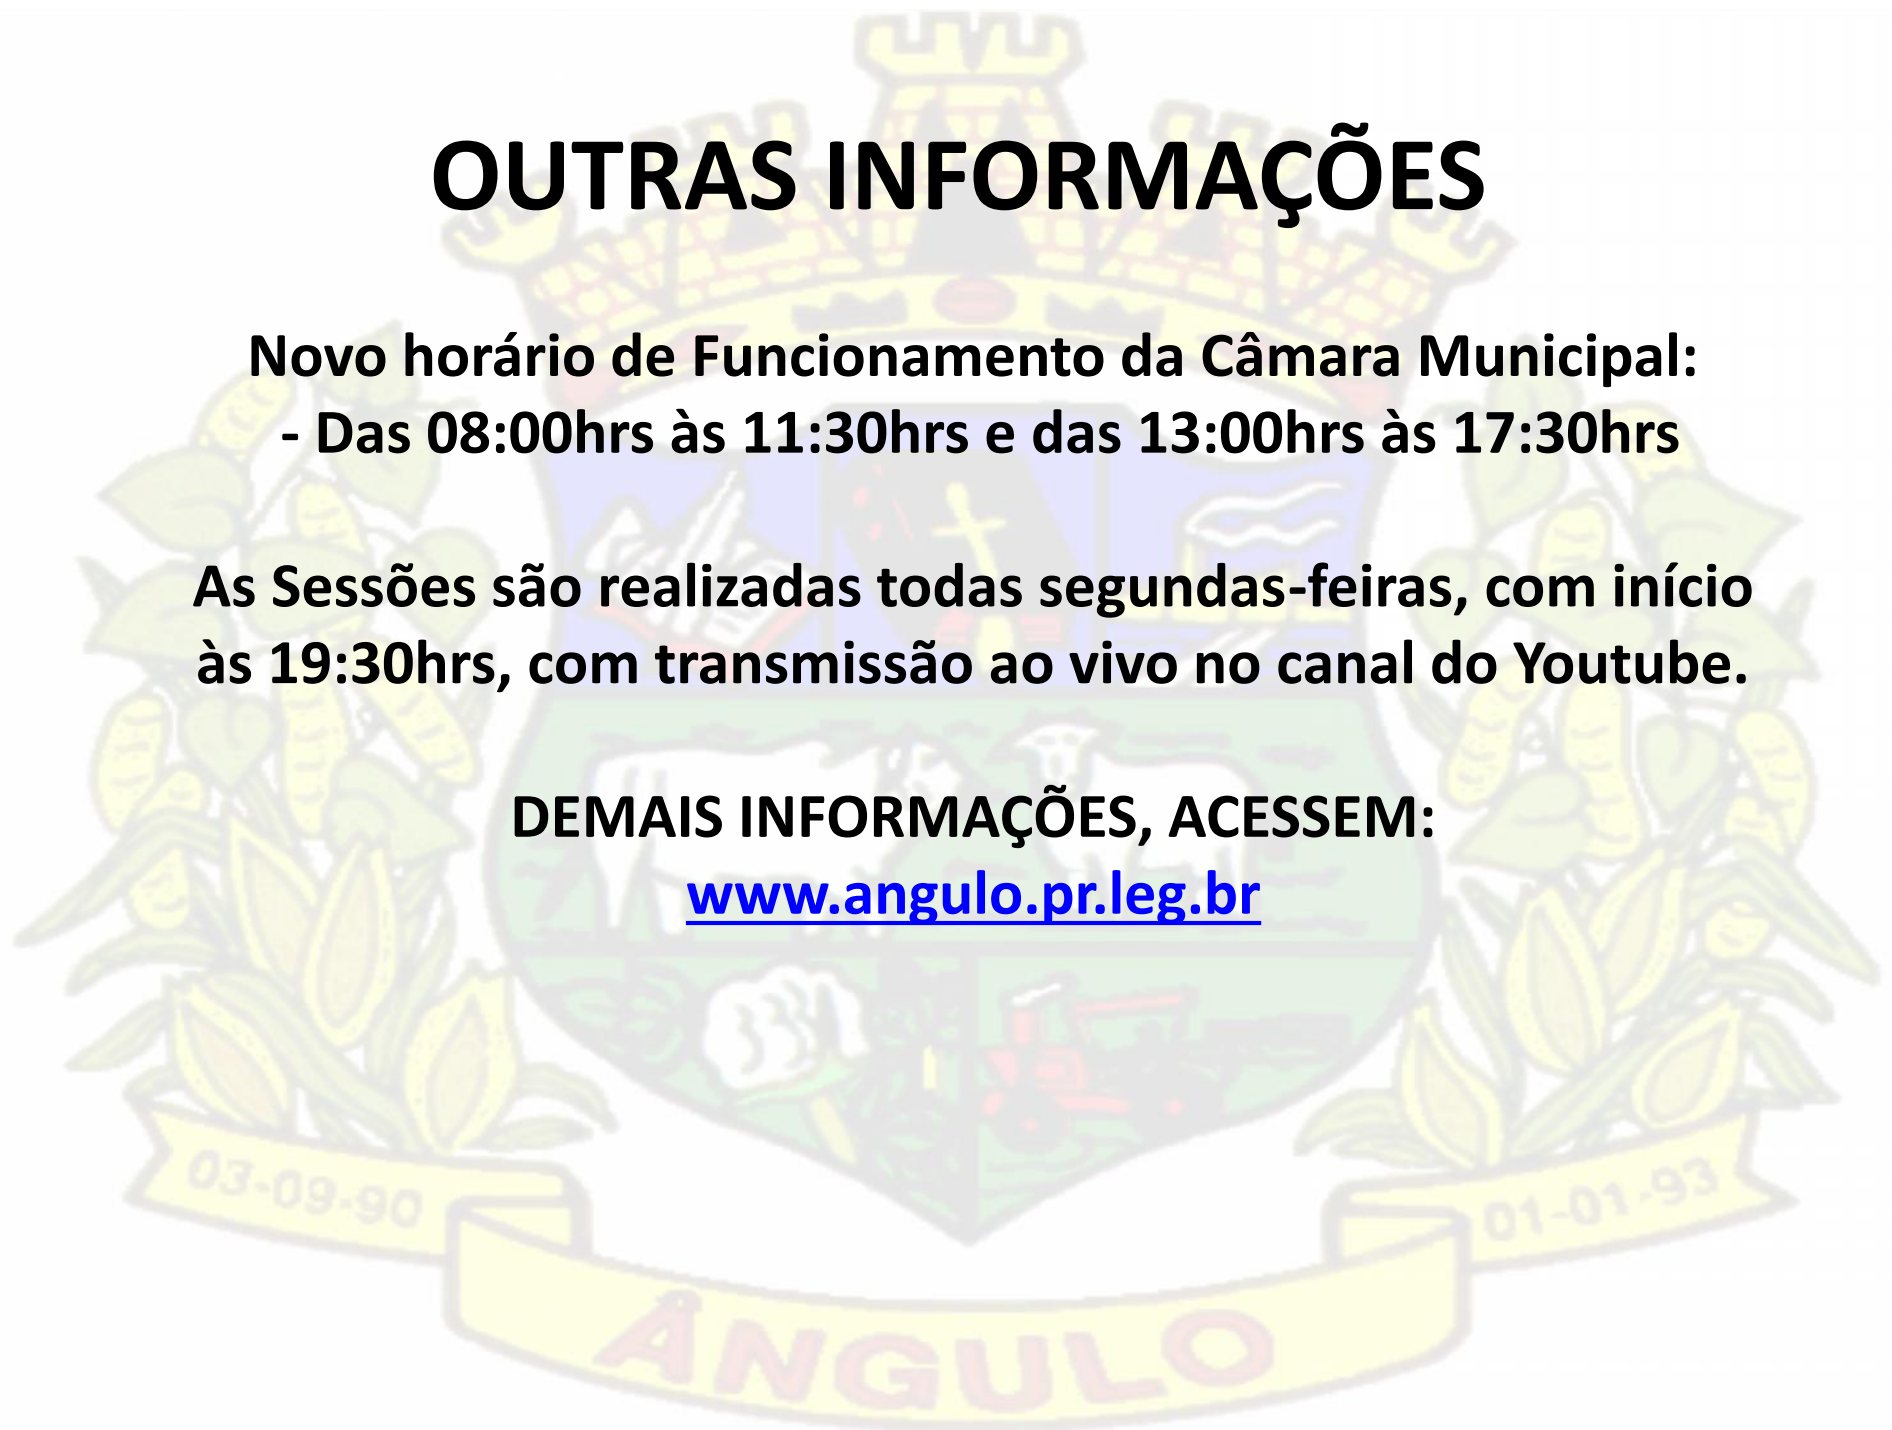 OUTRAS INFORMAÇÕES
Novo horário de Funcionamento da Câmara Municipal:
- Das 08:00hrs às 11:30hrs e das 13:00hrs às 17:30hrs
As Sessões são realizadas todas segundas-feiras, com início
às 19:30hrs, com transmissão ao vivo no canal do Youtube.
DEMAIS INFORMAÇÕES, ACESSEM:
www.angulo.pr.leg.br
03-09-90
01-01-93
ÂNGULO